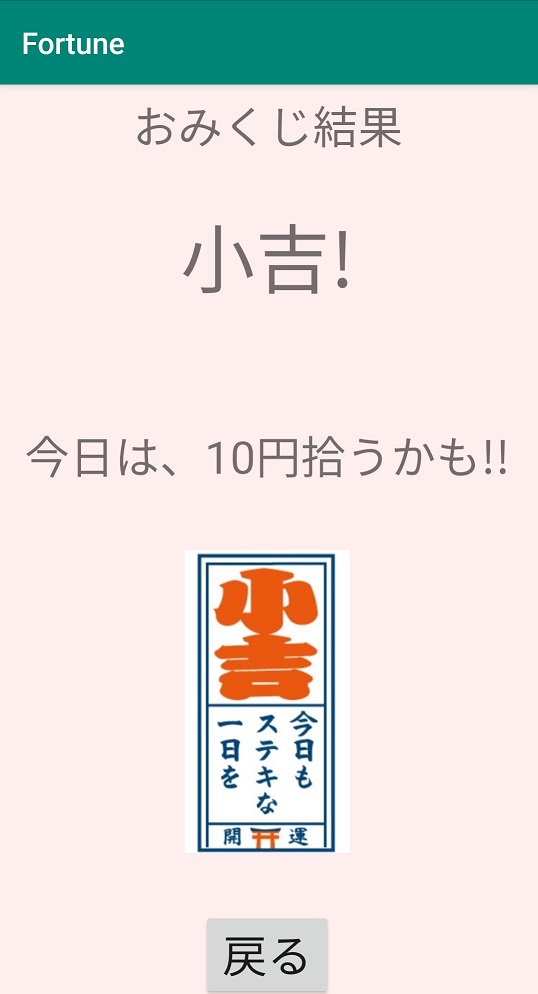 Fortune
おみくじ結果
小吉!
今日は、10円拾うかも!!
小吉
今日も
ステキな
一日を
開運
戻る